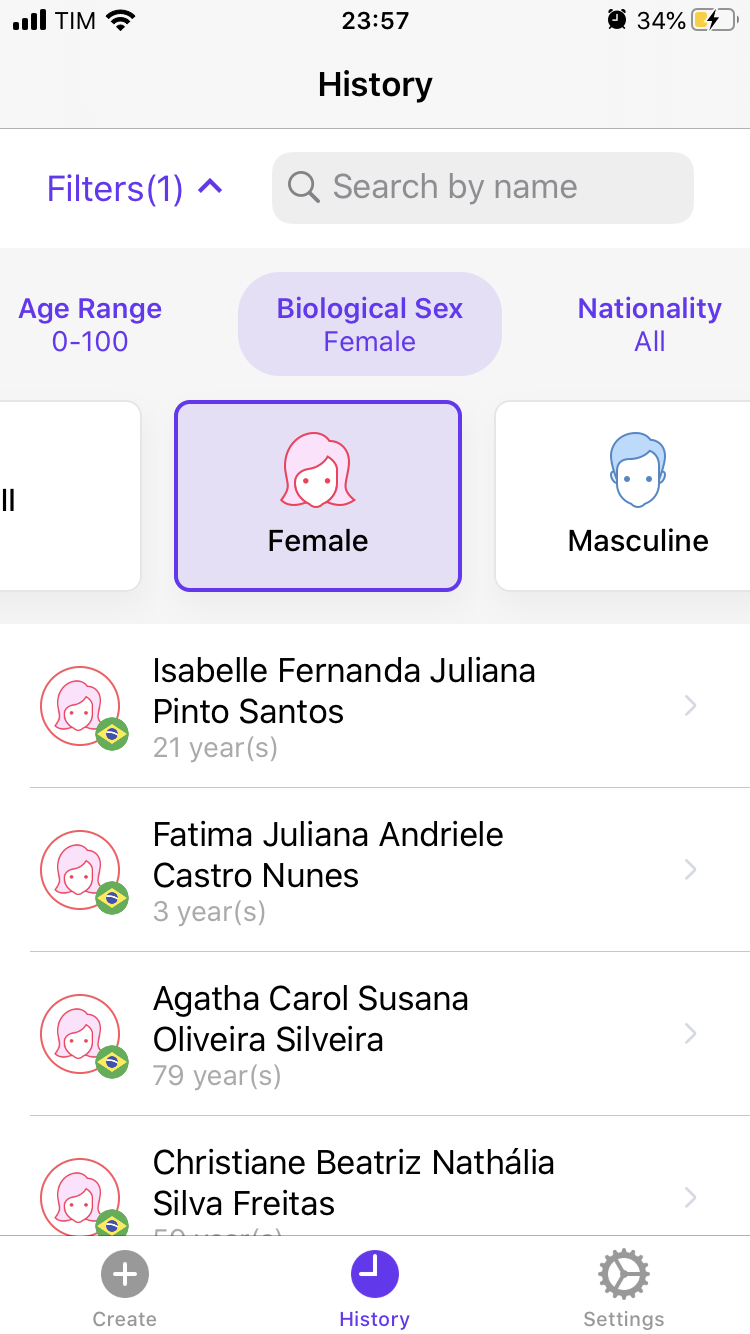 TIM 23:57 34%
History
Filters(1) Search by name
Age Range Biological Sex Nationality
0-100 Female All
ll Female Masculine
Isabelle Fernanda Juliana
Pinto Santos
21 year(s)
Fatima Juliana Andriele
Castro Nunes
3 year(s)
Agatha Carol Susana
Oliveira Silveira
79 year(s)
Christiane Beatriz Nathália
Silva Freitas
Create History Settings